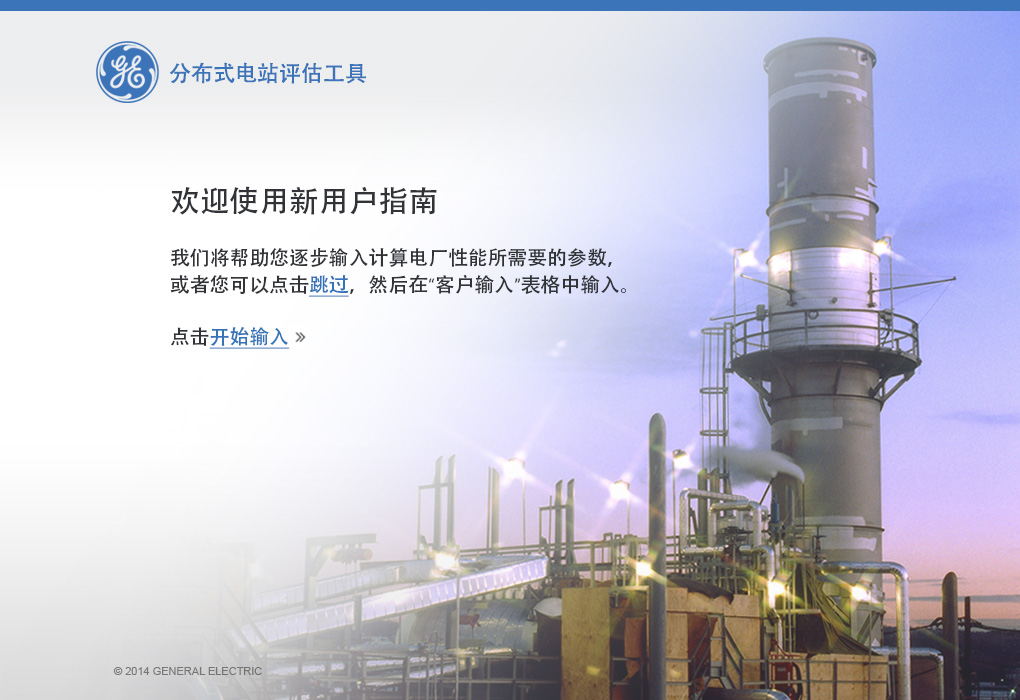 GE
分布式电站评估工具
欢迎使用新用户指南
我们将帮助您逐步输入计算电厂性能所需要的参数,
或者您可以点击跳过，然后在“客户输入”表格中输入。
点击开始输入 »
© 2014 GENERAL ELECTRIC